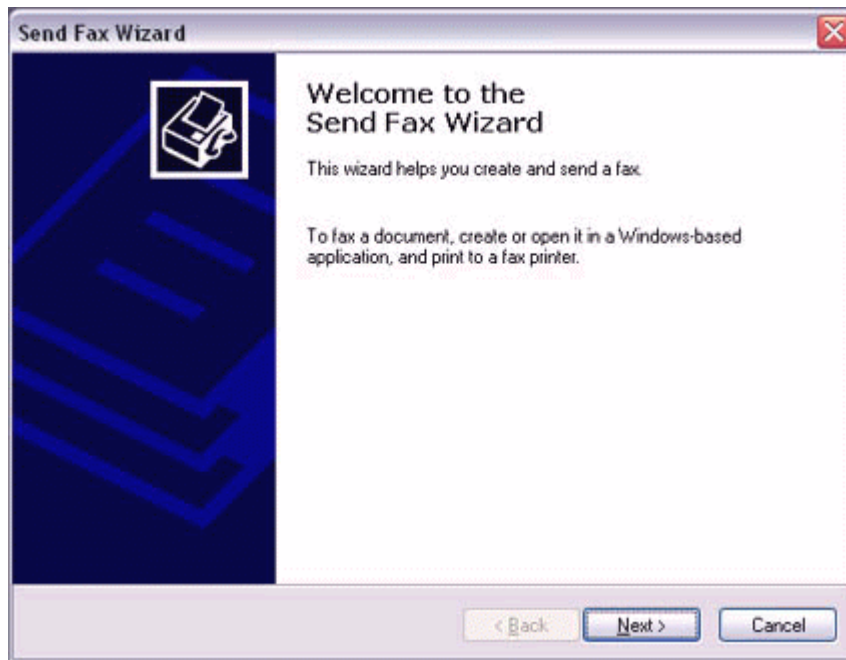 Send Fax Wizard
Welcome to the
Send Fax Wizard
This wizard helps you create and send a fax.
To fax a document, create or open it in a Windows-based
application, and print to a fax printer.
< Back Next > Cancel